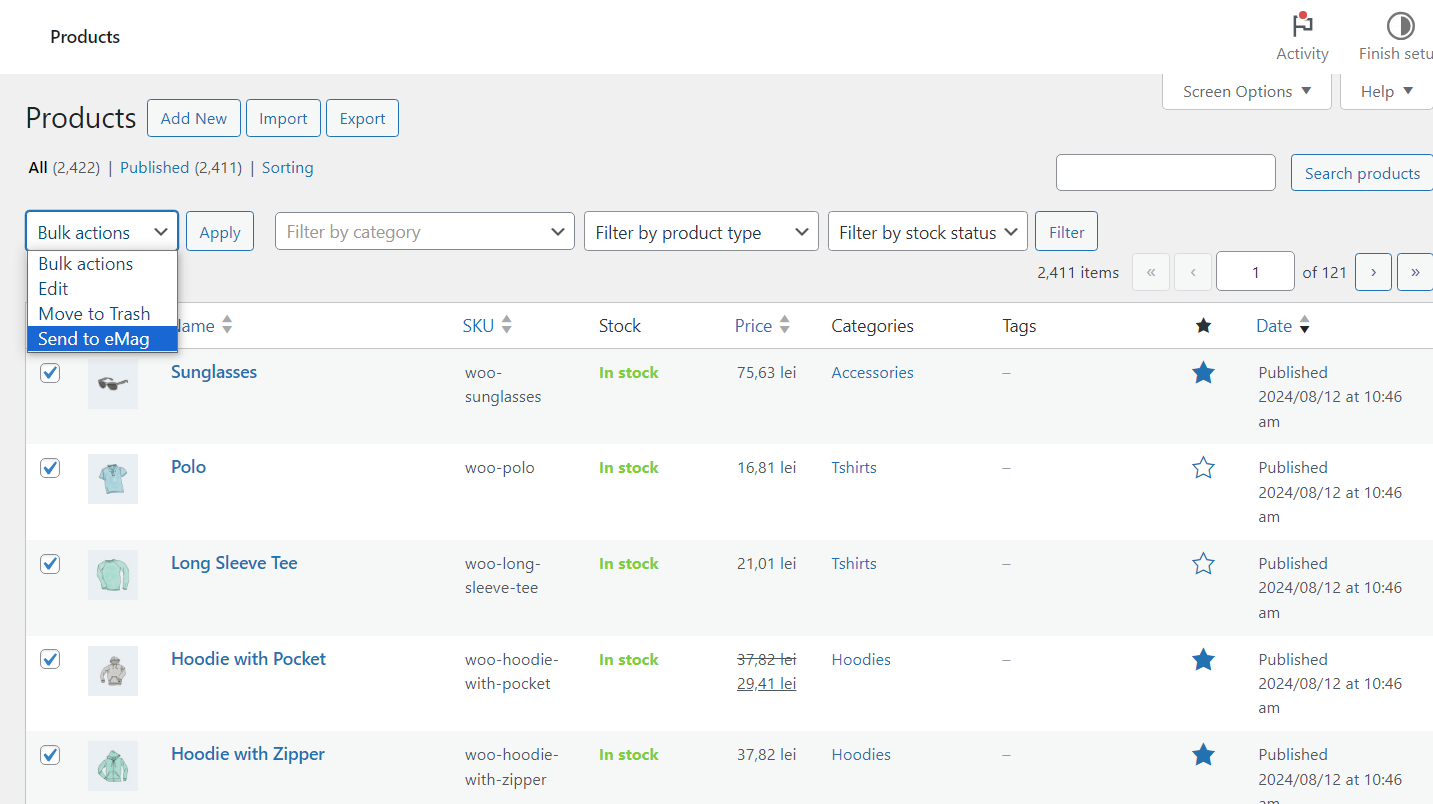 Products
Activity
Finish setu
Screen Options
Help
Products
Add New
Import
Export
All (2,422) | Published (2,411) | Sorting
Search products
Bulk actions
Apply
Filter by category
Filter by product type
Filter by stock status
Filter
Bulk actions
Edit
Move to Trash
Send to eMag
2,411 items
«
‹
1
of 121
›
»
Name
SKU
Stock
Price
Categories
Tags
Date
Sunglasses
woo-
sunglasses
In stock
75,63 lei
Accessories
–
Published
2024/08/12 at 10:46
am
Polo
woo-polo
In stock
16,81 lei
Tshirts
–
Published
2024/08/12 at 10:46
am
Long Sleeve Tee
woo-long-
sleeve-tee
In stock
21,01 lei
Tshirts
–
Published
2024/08/12 at 10:46
am
Hoodie with Pocket
woo-hoodie-
with-pocket
In stock
37,82 lei
29,41 lei
Hoodies
–
Published
2024/08/12 at 10:46
am
Hoodie with Zipper
woo-hoodie-
with-zipper
In stock
37,82 lei
Hoodies
–
Published
2024/08/12 at 10:46
am